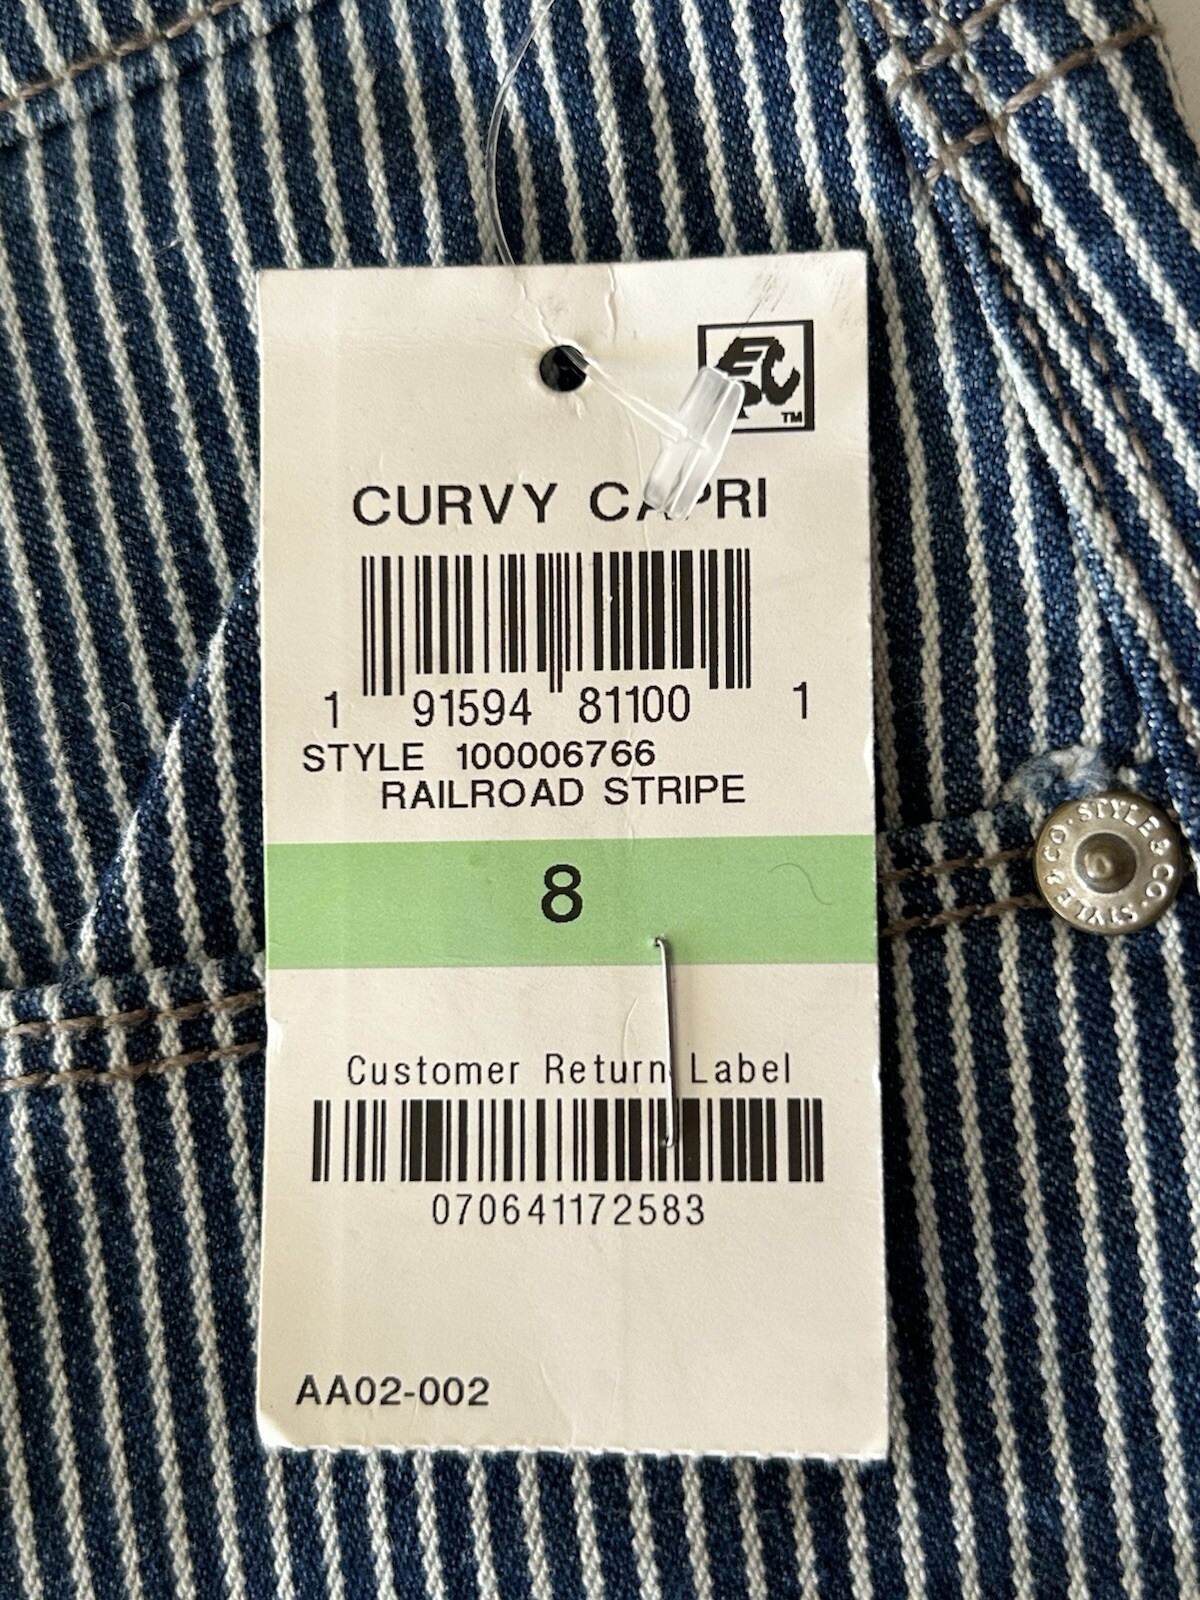 TM
CURVY CAPRI
1 91594 81100 1
STYLE 100006766
RAILROAD STRIPE
8
STYLE & CO · STYLE & CO ·
Customer Return Label
070641172583
AA02-002